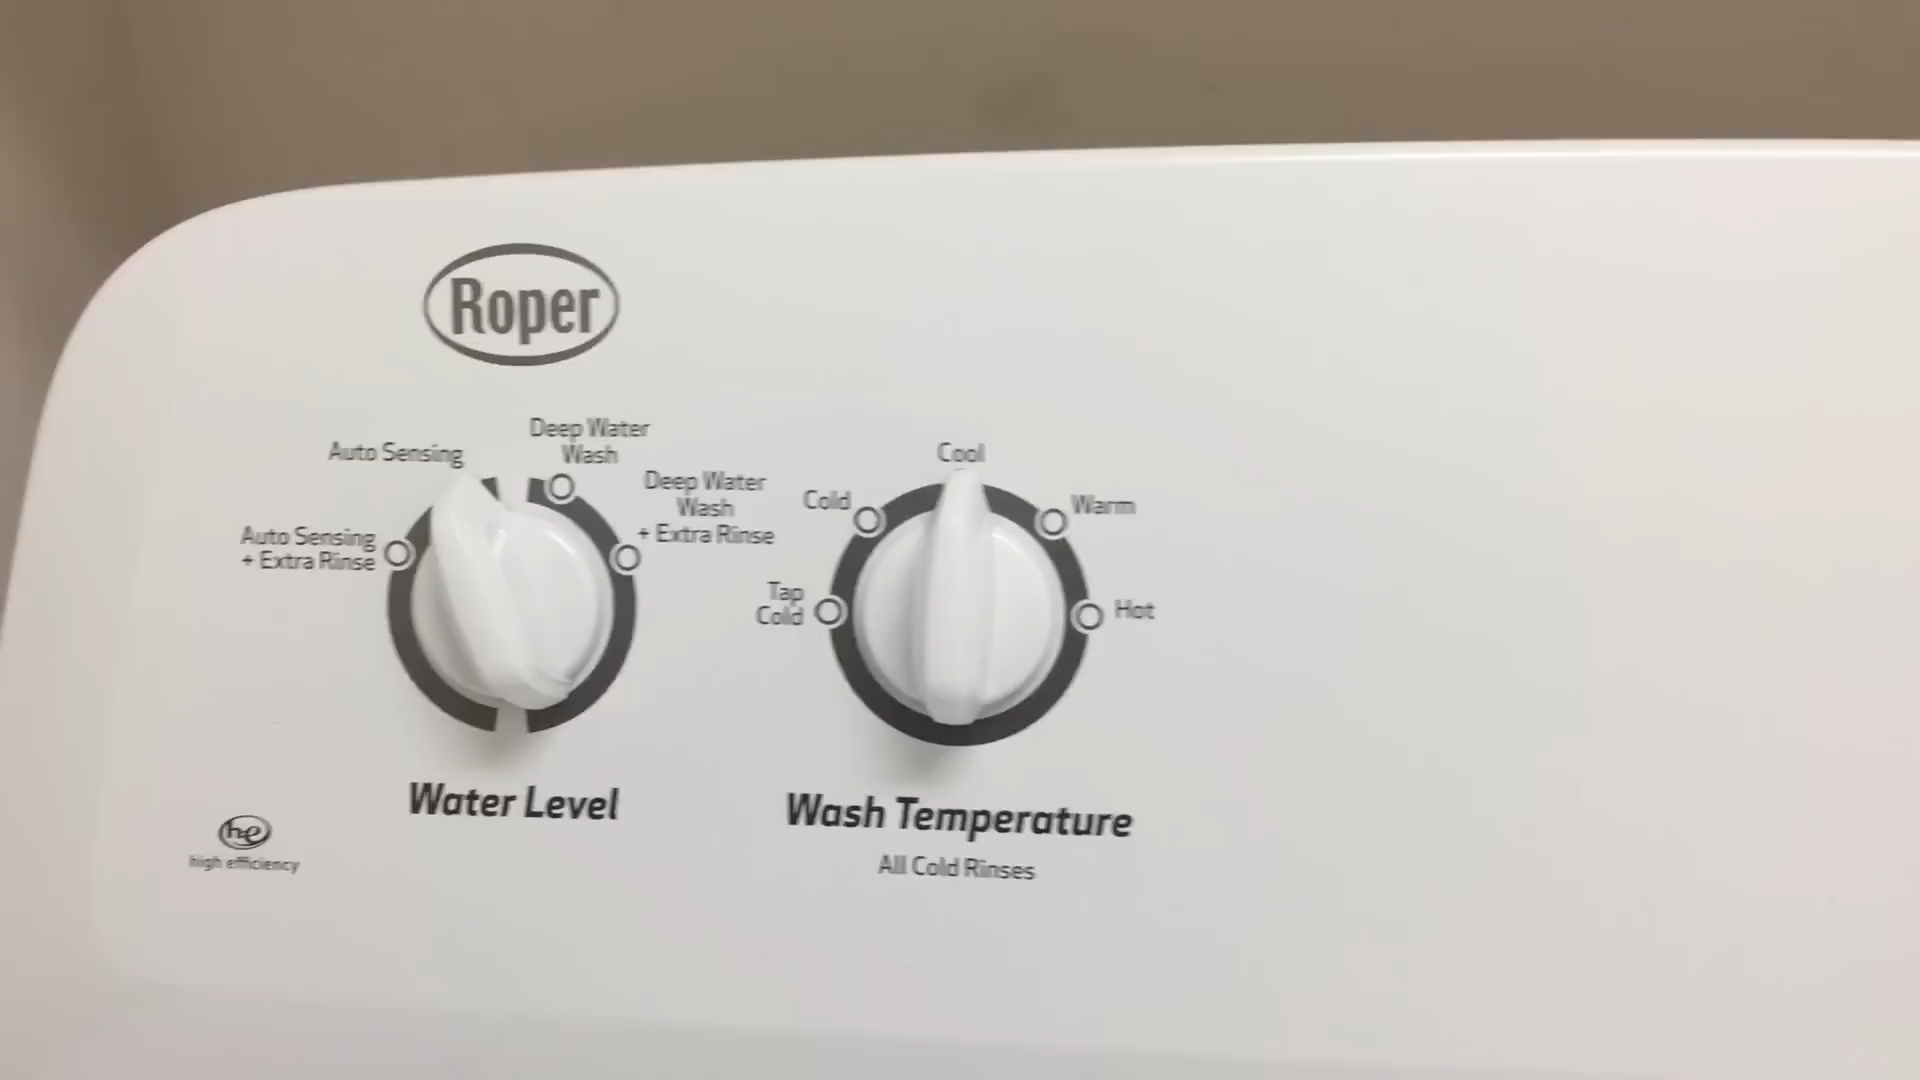 Roper
Auto Sensing
Deep Water
Wash
Deep Water
Wash
+ Extra Rinse
Auto Sensing
+ Extra Rinse
Water Level
he
high efficiency
Cool
Cold
Warm
Tap
Cold
Hot
Wash Temperature
All Cold Rinses